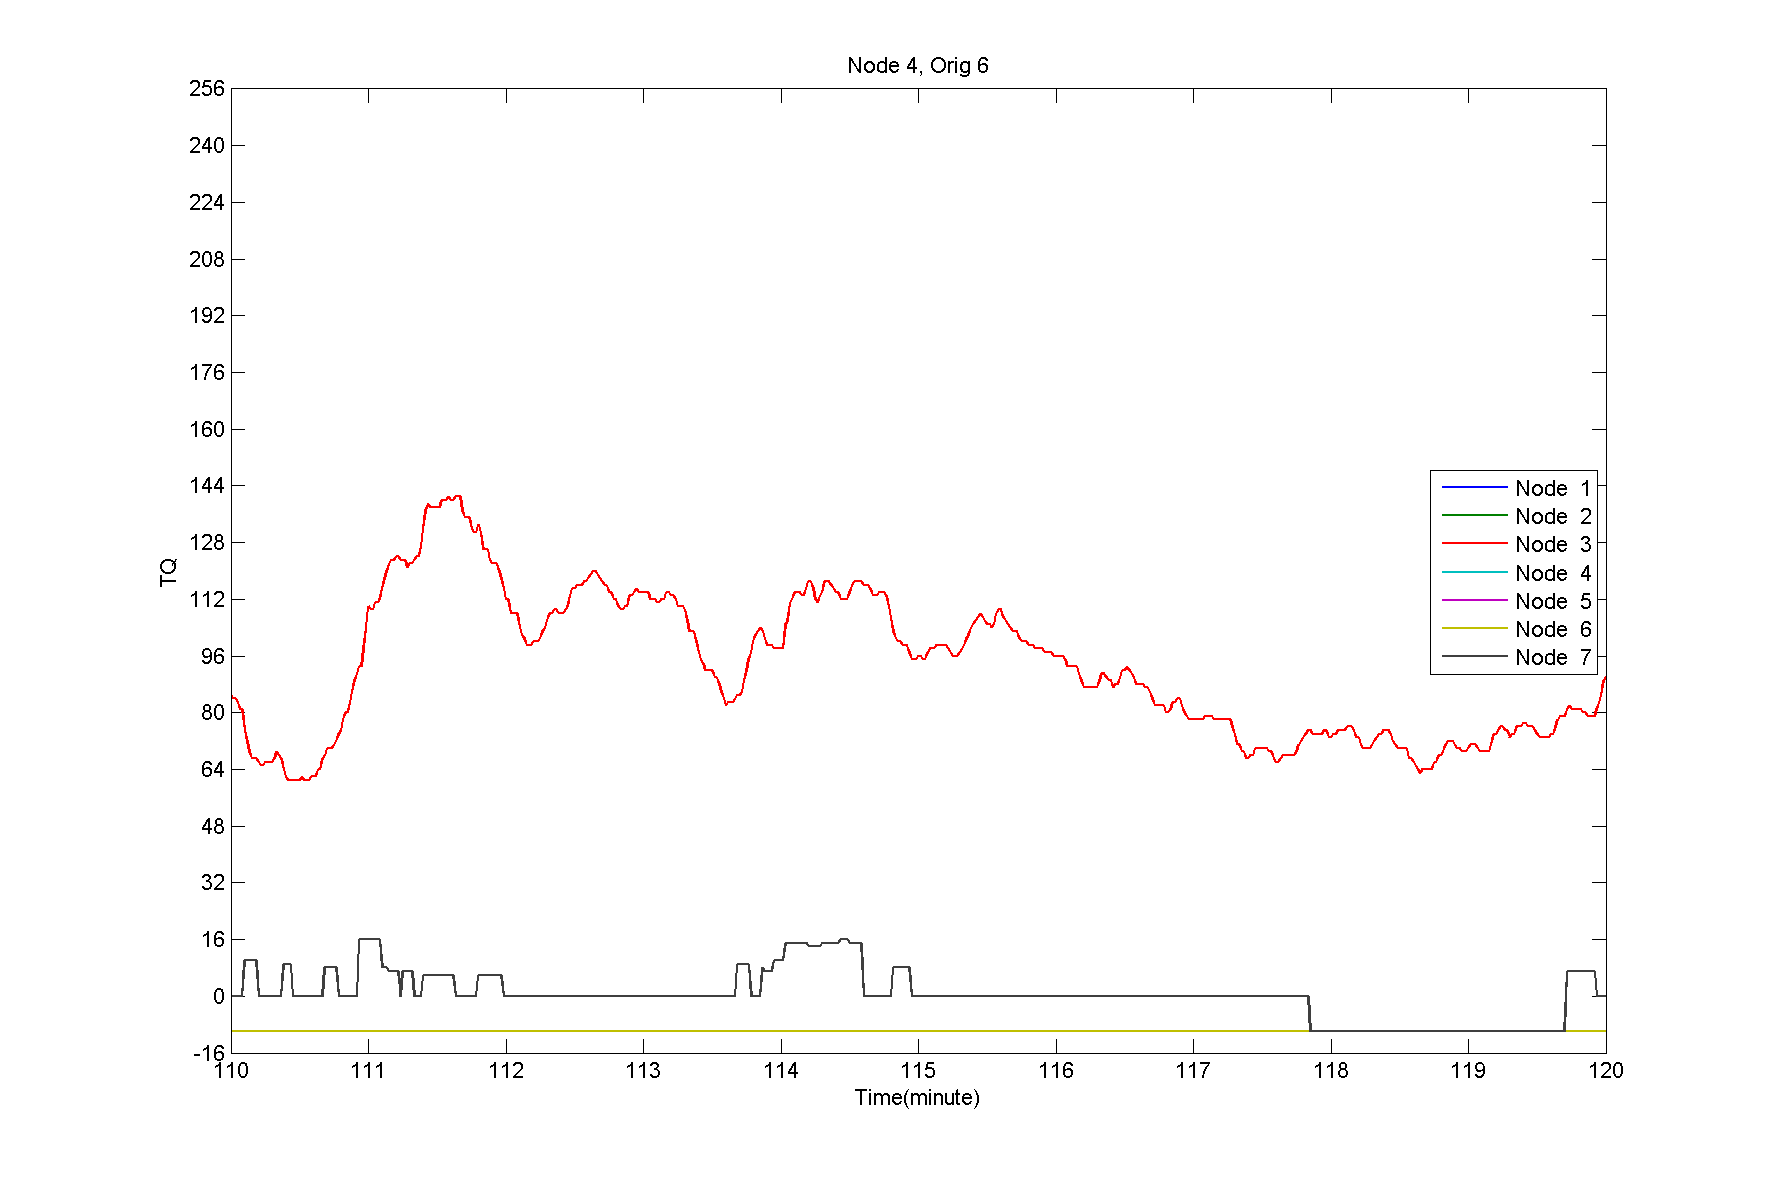 Node 4, Orig 6
256
240
224
208
192
176
160
144
128
112
96
80
64
48
32
16
0
-16
TQ
Node 1
Node 2
Node 3
Node 4
Node 5
Node 6
Node 7
110 111 112 113 114 115 116 117 118 119 120
Time(minute)